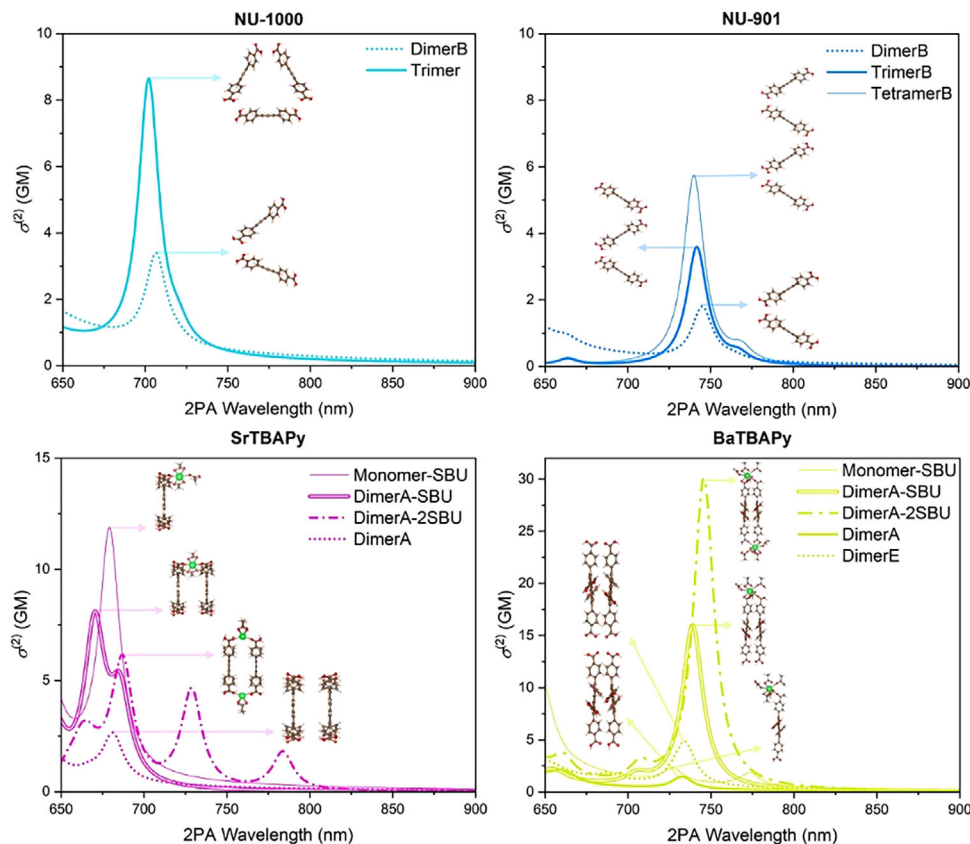 NU-1000
10
8
6
4
2
0
σ(2) (GM)
DimerB
Trimer
650 700 750 800 850 900
2PA Wavelength (nm)
NU-901
10
8
6
4
2
0
σ(2) (GM)
DimerB
TrimerB
TetramerB
650 700 750 800 850 900
2PA Wavelength (nm)
SrTBAPy
15
10
5
0
σ(2) (GM)
Monomer-SBU
DimerA-SBU
DimerA-2SBU
DimerA
650 700 750 800 850 900
2PA Wavelength (nm)
BaTBAPy
30
25
20
15
10
5
0
σ(2) (GM)
Monomer-SBU
DimerA-SBU
DimerA-2SBU
DimerA
DimerE
650 700 750 800 850 900
2PA Wavelength (nm)